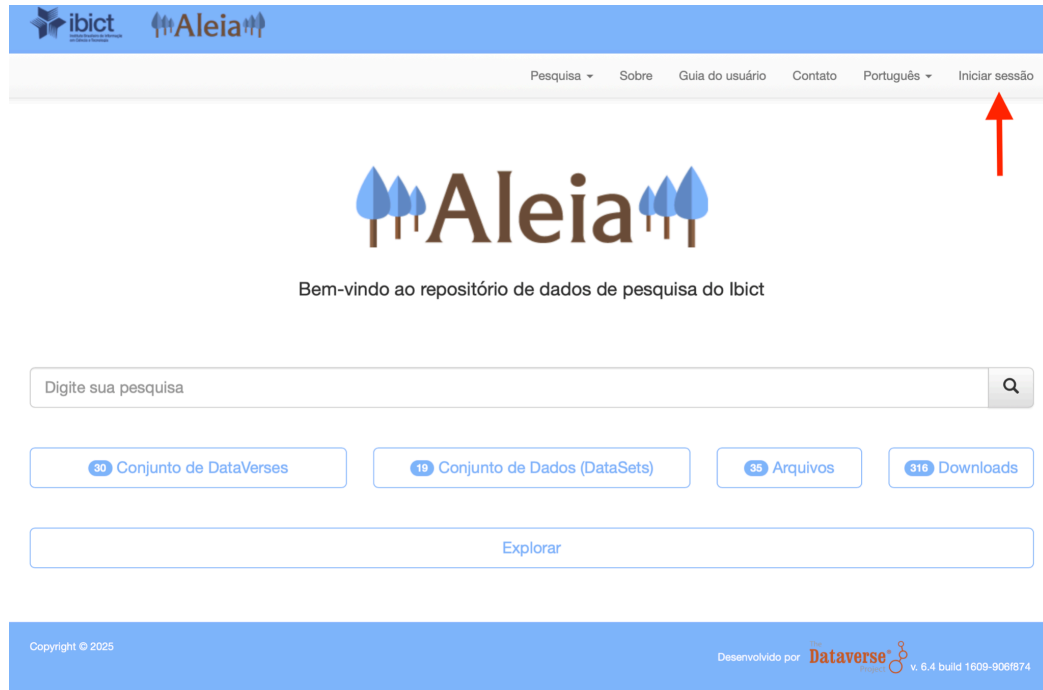 ibict
Aleia
Pesquisa
Sobre
Guia do usuário
Contato
Português
Iniciar sessão
Aleia
Bem-vindo ao repositório de dados de pesquisa do Ibict
Digite sua pesquisa
30 Conjunto de DataVerses
19 Conjunto de Dados (DataSets)
35 Arquivos
316 Downloads
Explorar
Copyright © 2025
Desenvolvido por
The
Dataverse®
Project
v. 6.4 build 1609-906f874